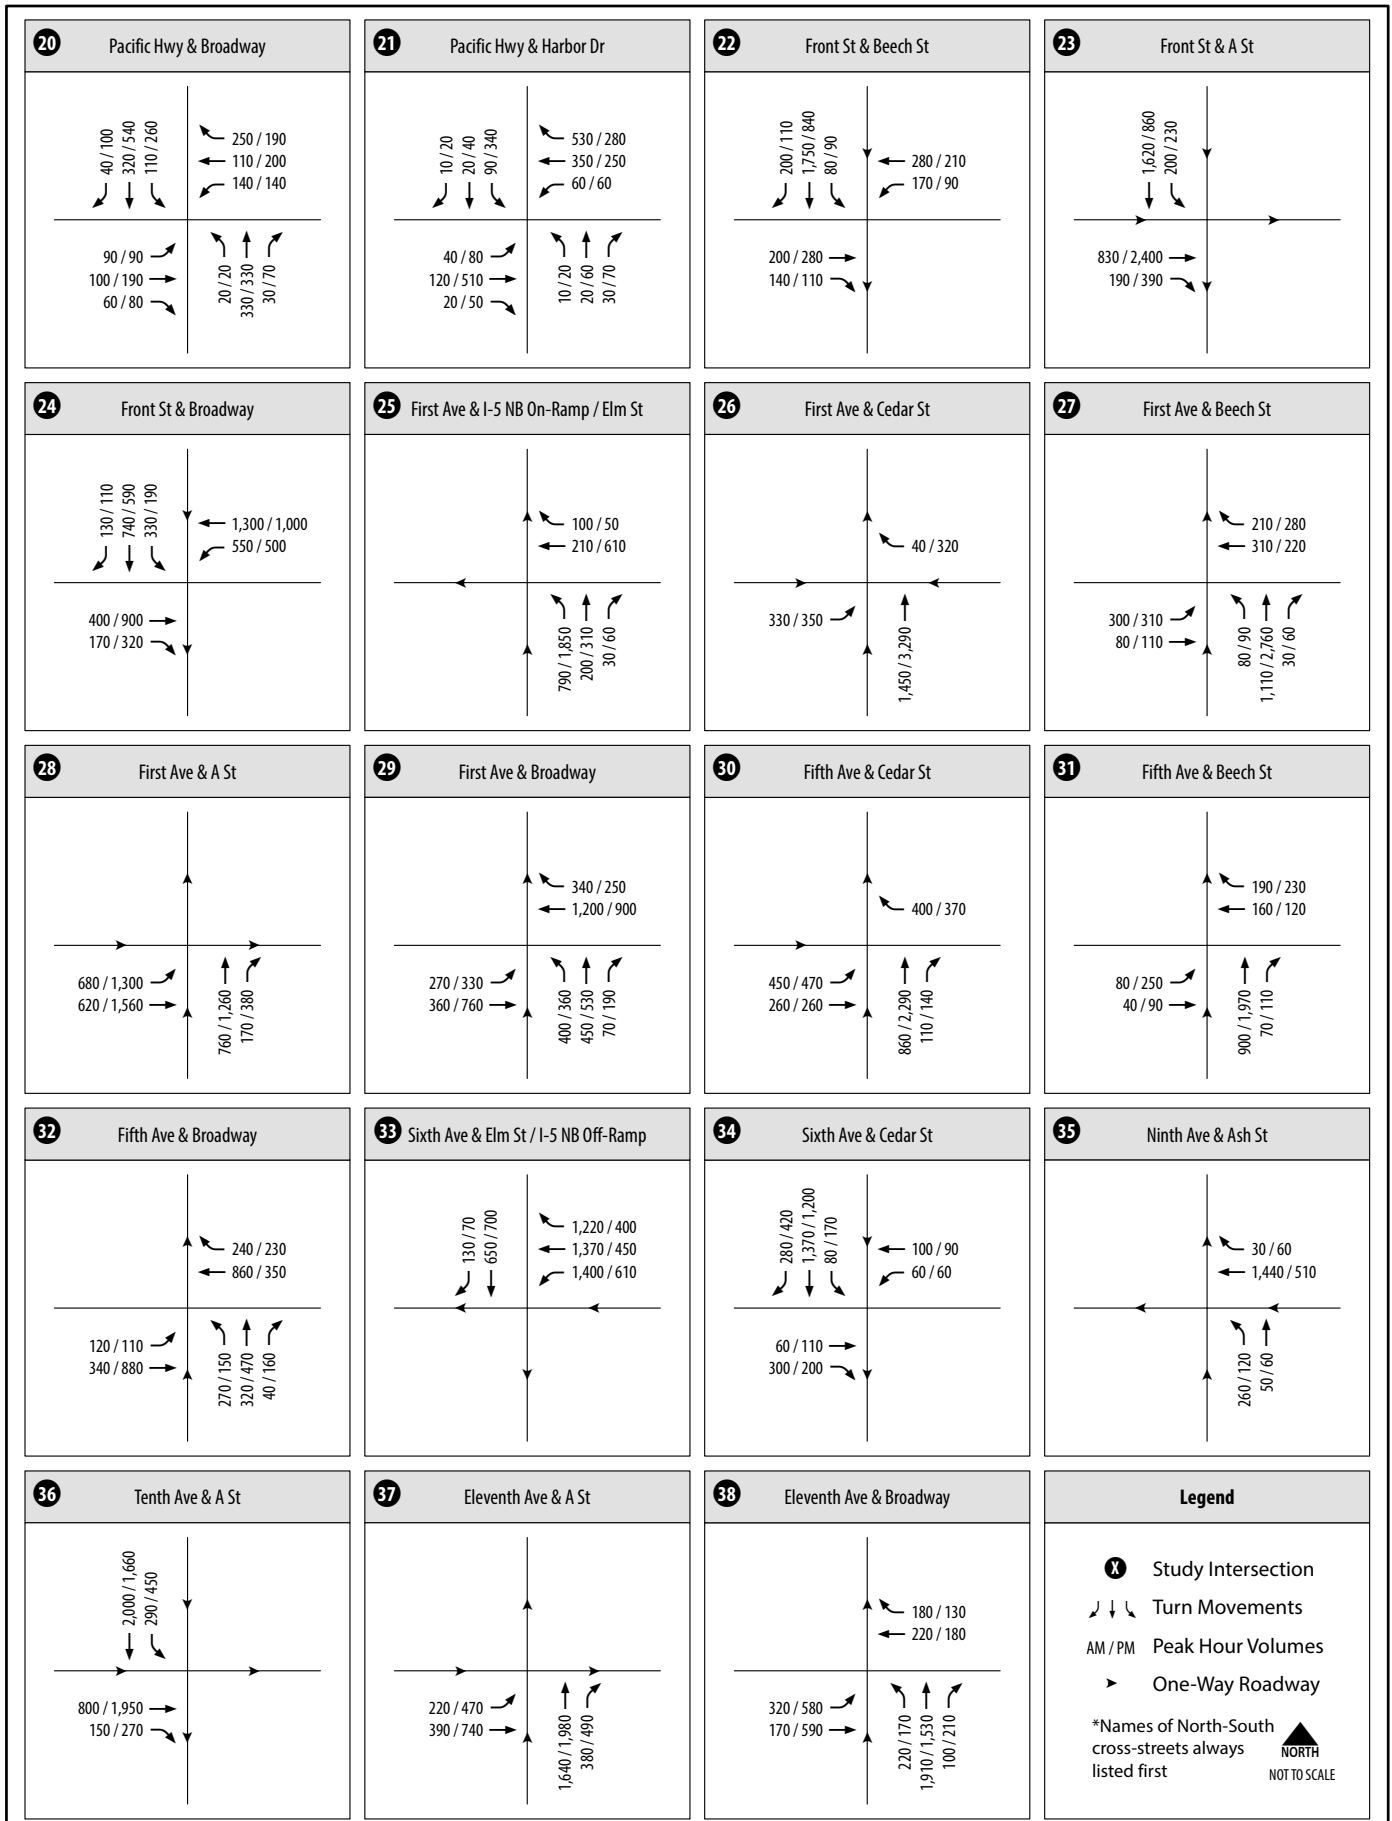 20 Pacific Hwy & Broadway
40 / 100
320 / 540
110 / 260
250 / 190
110 / 200
140 / 140
90 / 90
100 / 190
60 / 80
20 / 20
330 / 330
30 / 70
21 Pacific Hwy & Harbor Dr
10 / 20
20 / 40
90 / 340
530 / 280
350 / 250
60 / 60
40 / 80
120 / 510
20 / 50
10 / 20
20 / 60
30 / 70
22 Front St & Beech St
200 / 110
1,750 / 840
80 / 90
280 / 210
170 / 90
200 / 280
140 / 110
23 Front St & A St
1,620 / 860
200 / 230
830 / 2,400
190 / 390
24 Front St & Broadway
130 / 110
740 / 590
330 / 190
1,300 / 1,000
550 / 500
400 / 900
170 / 320
25 First Ave & I-5 NB On-Ramp / Elm St
100 / 50
210 / 610
790 / 1,850
200 / 310
30 / 60
26 First Ave & Cedar St
40 / 320
330 / 350
1,450 / 3,290
27 First Ave & Beech St
210 / 280
310 / 220
300 / 310
80 / 110
80 / 90
1,110 / 2,760
30 / 60
28 First Ave & A St
680 / 1,300
620 / 1,560
760 / 1,260
170 / 380
29 First Ave & Broadway
340 / 250
1,200 / 900
270 / 330
360 / 760
400 / 360
450 / 530
70 / 190
30 Fifth Ave & Cedar St
400 / 370
450 / 470
260 / 260
860 / 2,290
110 / 140
31 Fifth Ave & Beech St
190 / 230
160 / 120
80 / 250
40 / 90
900 / 1,970
70 / 110
32 Fifth Ave & Broadway
240 / 230
860 / 350
120 / 110
340 / 880
270 / 150
320 / 470
40 / 160
33 Sixth Ave & Elm St / I-5 NB Off-Ramp
130 / 70
650 / 700
1,220 / 400
1,370 / 450
1,400 / 610
34 Sixth Ave & Cedar St
280 / 420
1,370 / 1,200
80 / 170
100 / 90
60 / 60
60 / 110
300 / 200
35 Ninth Ave & Ash St
30 / 60
1,440 / 510
260 / 120
50 / 60
36 Tenth Ave & A St
2,000 / 1,660
290 / 450
800 / 1,950
150 / 270
37 Eleventh Ave & A St
220 / 470
390 / 740
1,640 / 1,980
380 / 490
38 Eleventh Ave & Broadway
180 / 130
220 / 180
320 / 580
170 / 590
220 / 170
1,910 / 1,530
100 / 210
Legend
X Study Intersection
Turn Movements
AM / PM Peak Hour Volumes
One-Way Roadway
*Names of North-South
cross-streets always
listed first
NORTH
NOT TO SCALE